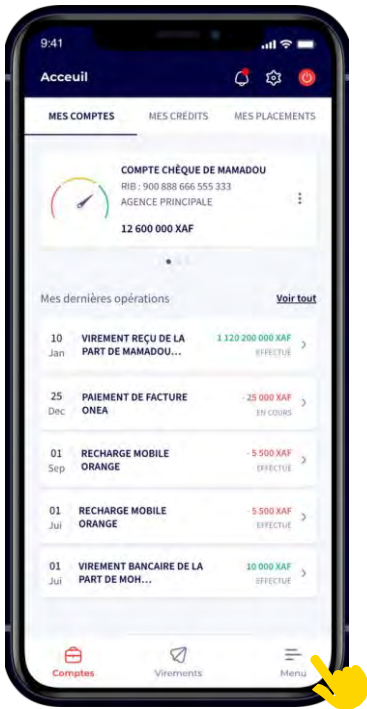 9:41
Acceuil
MES COMPTES MES CRÉDITS MES PLACEMENTS
COMPTE CHÈQUE DE MAMADOU
RIB : 900 888 666 555 333
AGENCE PRINCIPALE
12 600 000 XAF
Mes dernières opérations Voir tout
10 VIREMENT REÇU DE LA 1 120 200 000 XAF
Jan PART DE MAMADOU... EFFECTUÉ
25 PAIEMENT DE FACTURE - 25 000 XAF
Dec ONEA EN COURS
01 RECHARGE MOBILE - 5 500 XAF
Sep ORANGE EFFECTUÉ
01 RECHARGE MOBILE - 5 500 XAF
Jui ORANGE EFFECTUÉ
01 VIREMENT BANCAIRE DE LA 10 000 XAF
Jui PART DE MOH... EFFECTUÉ
Comptes Virements Menu